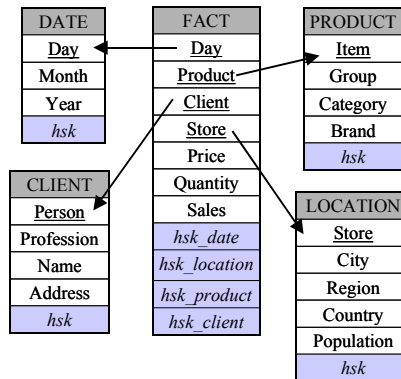 DATE
Day
Month
Year
hsk
FACT
Day
Product
Client
Store
Price
Quantity
Sales
hsk_date
hsk_location
hsk_product
hsk_client
PRODUCT
Item
Group
Category
Brand
hsk
CLIENT
Person
Profession
Name
Address
hsk
LOCATION
Store
City
Region
Country
Population
hsk